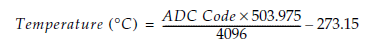 Temperature (°C) = ADC Code × 503.975 / 4096 – 273.15